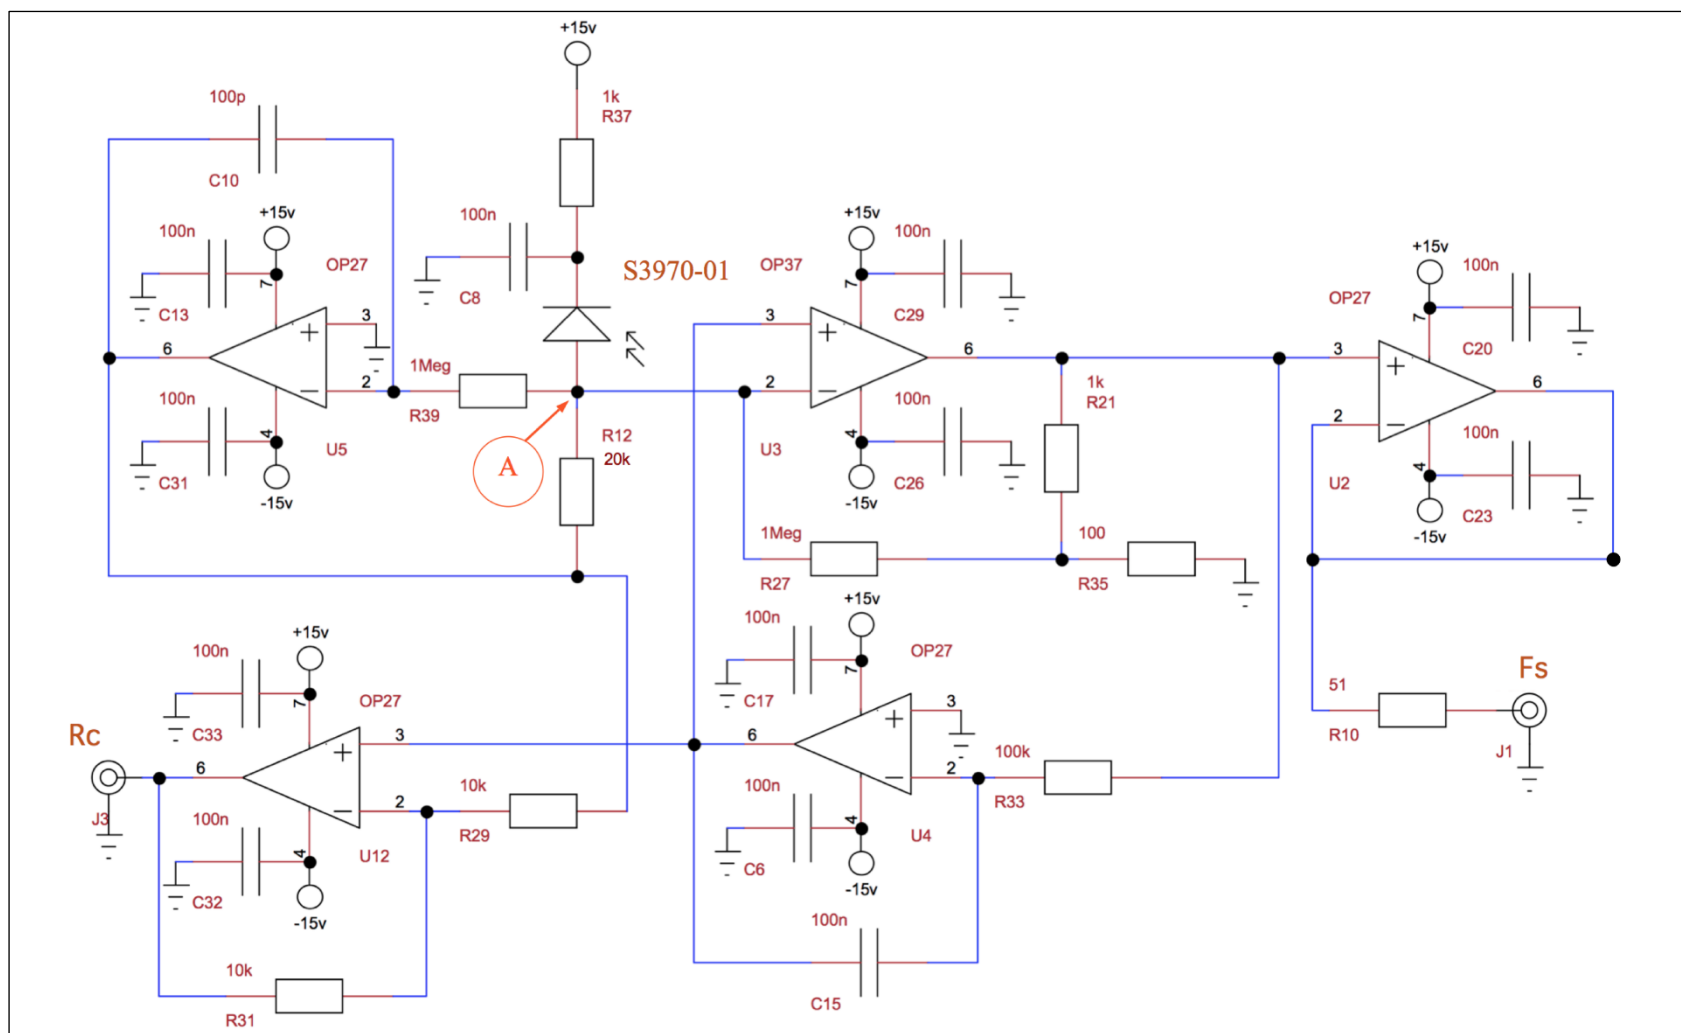 +15v
1k
R37
100p
C10
+15v
100n
7
OP27
3
C13
6
2
100n
4
U5
C31
-15v
100n
C8
S3970-01
1Meg
R39
A
R12
20k
+15v
100n
OP37
7
3
C29
6
2
100n
U3
4
C26
-15v
1k
R21
1Meg
R27
100
R35
+15v
100n
OP27
7
3
C20
6
2
100n
U2
4
C23
-15v
51
R10
Fs
J1
+15v
100n
7
OP27
C17
3
6
2
100n
4
U4
C6
-15v
100k
R33
100n
C15
+15v
100n
7
OP27
C33
3
Rc
6
2
J3
100n
4
U12
C32
-15v
10k
R29
10k
R31